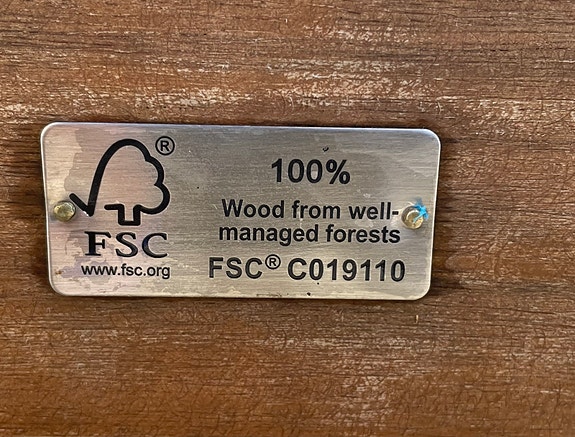 ®
FSC
www.fsc.org
100%
Wood from well-
managed forests
FSC® C019110